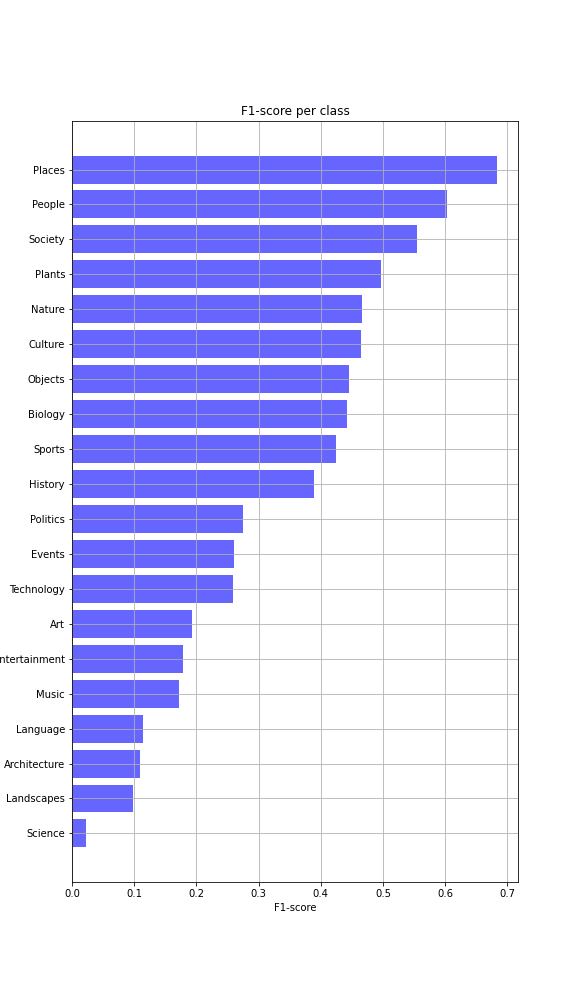 F1-score per class
Places
People
Society
Plants
Nature
Culture
Objects
Biology
Sports
History
Politics
Events
Technology
Art
ntertainment
Music
Language
Architecture
Landscapes
Science
0.0 0.1 0.2 0.3 0.4 0.5 0.6 0.7
F1-score